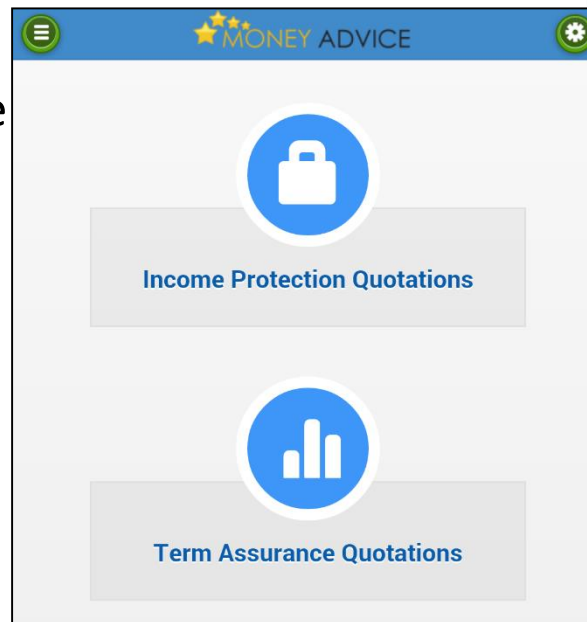 MONEY ADVICE
e
Income Protection Quotations
Term Assurance Quotations